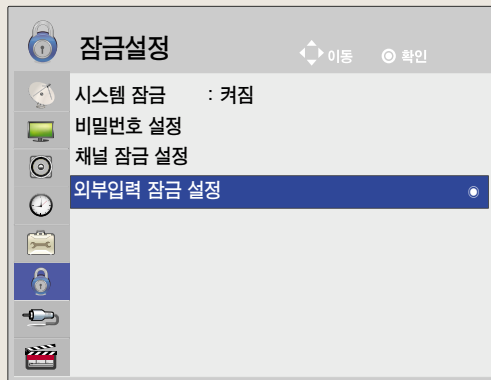 잠금설정
이동 ◉ 확인
시스템 잠금 : 켜짐
비밀번호 설정
채널 잠금 설정
외부입력 잠금 설정 ◉